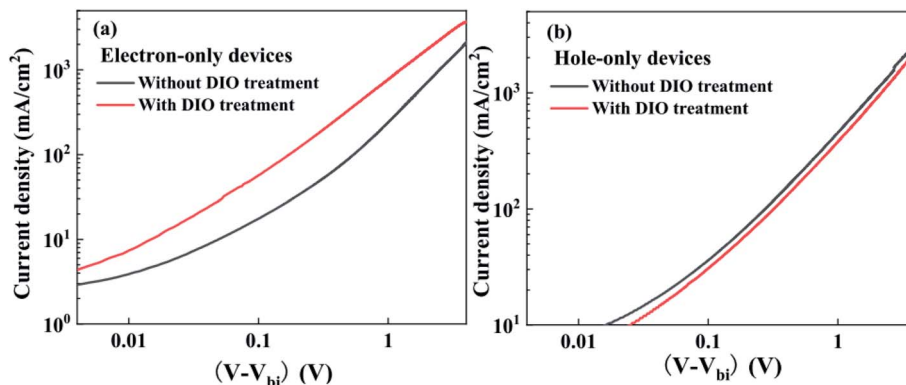 (a)
Electron-only devices
Without DIO treatment
With DIO treatment
Current density (mA/cm²)
10³
10²
10¹
10⁰
0.01
0.1
1
(V-Vbi) (V)
(b)
Hole-only devices
Without DIO treatment
With DIO treatment
Current density (mA/cm²)
10³
10²
10¹
0.01
0.1
1
(V-Vbi) (V)